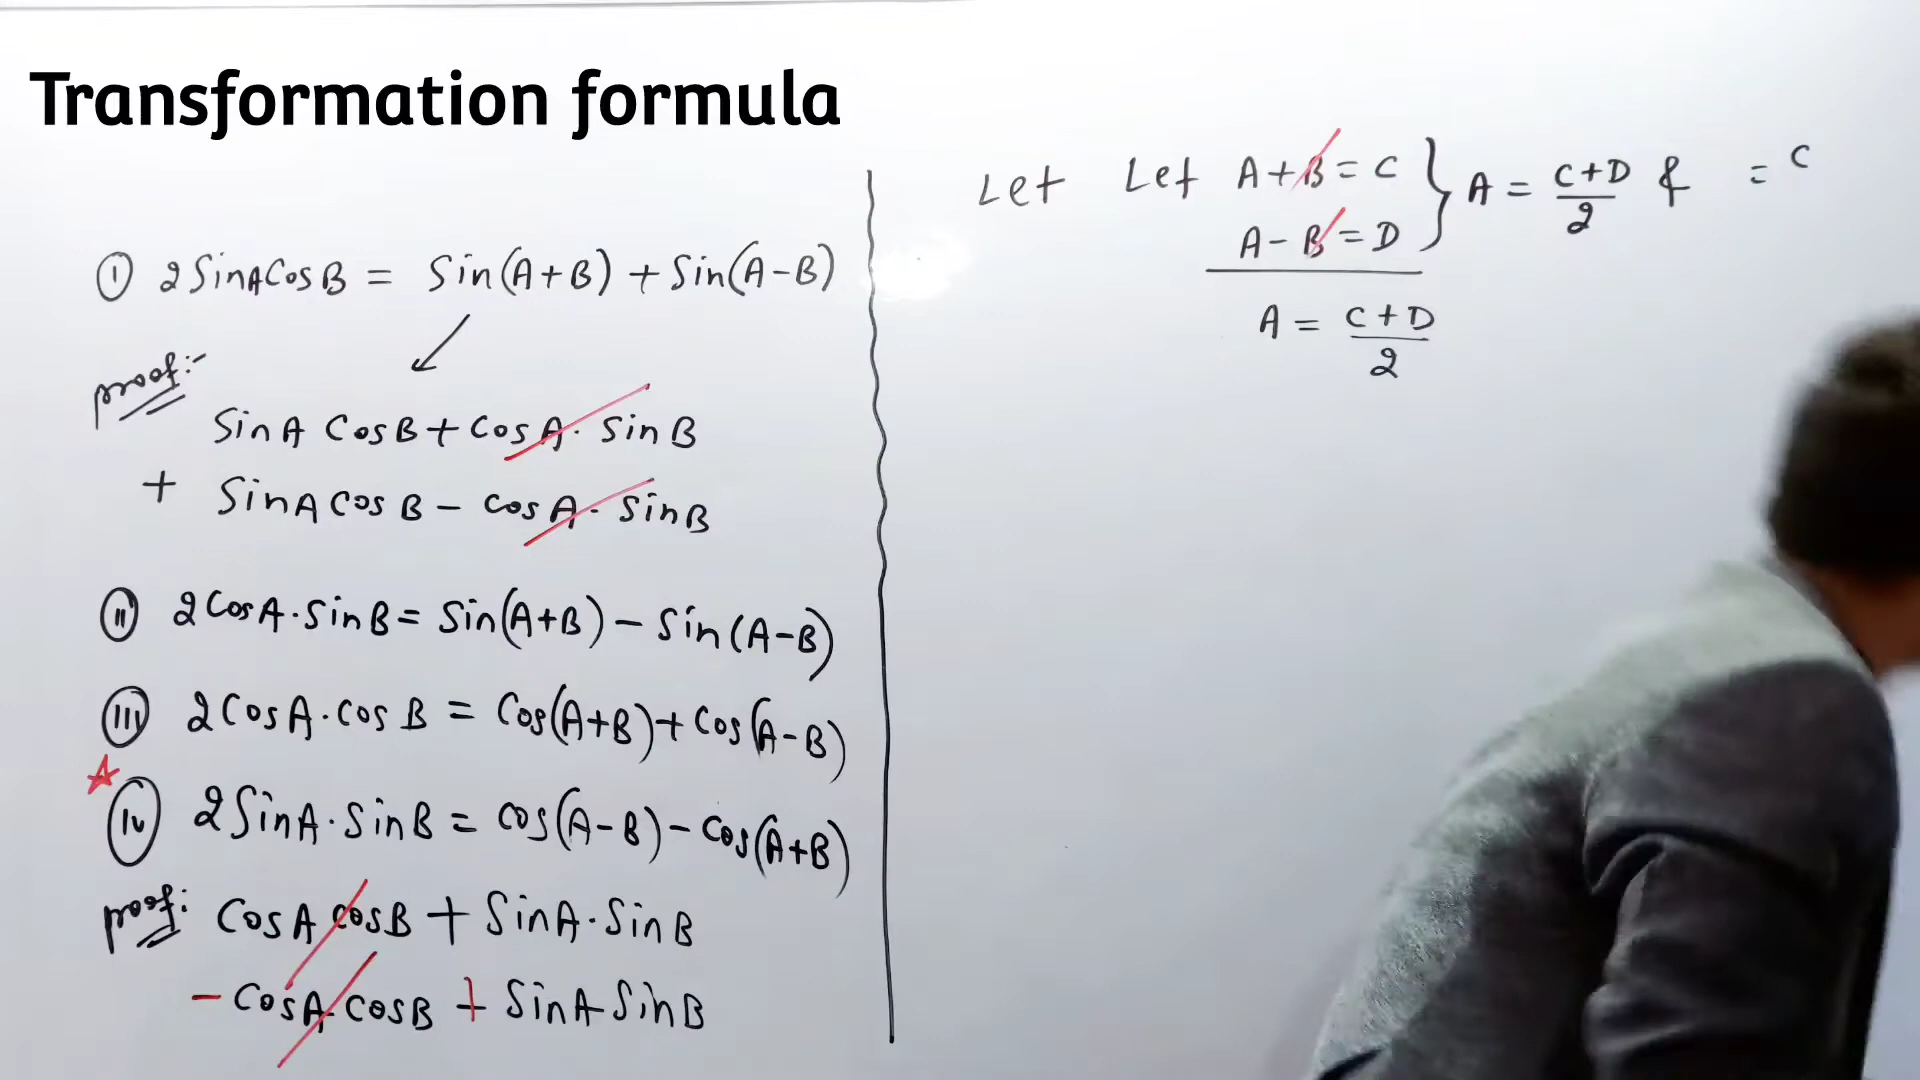 Transformation formula
① 2SinACosB = Sin(A+B) + Sin(A-B)
proof:-
SinA CosB + CosA · SinB
+ SinA CosB - CosA · SinB
ⅱ 2CosA·SinB = Sin(A+B) - Sin(A-B)
ⅲ 2CosA·CosB = Cos(A+B) + Cos(A-B)
☆ ⅳ 2SinA·SinB = Cos(A-B) - Cos(A+B)
proof: CosA CosB + SinA·SinB
- CosA CosB + SinA SinB
Let Let A+B = C } A = C+D/2 & = C
A-B = D
A = C+D/2